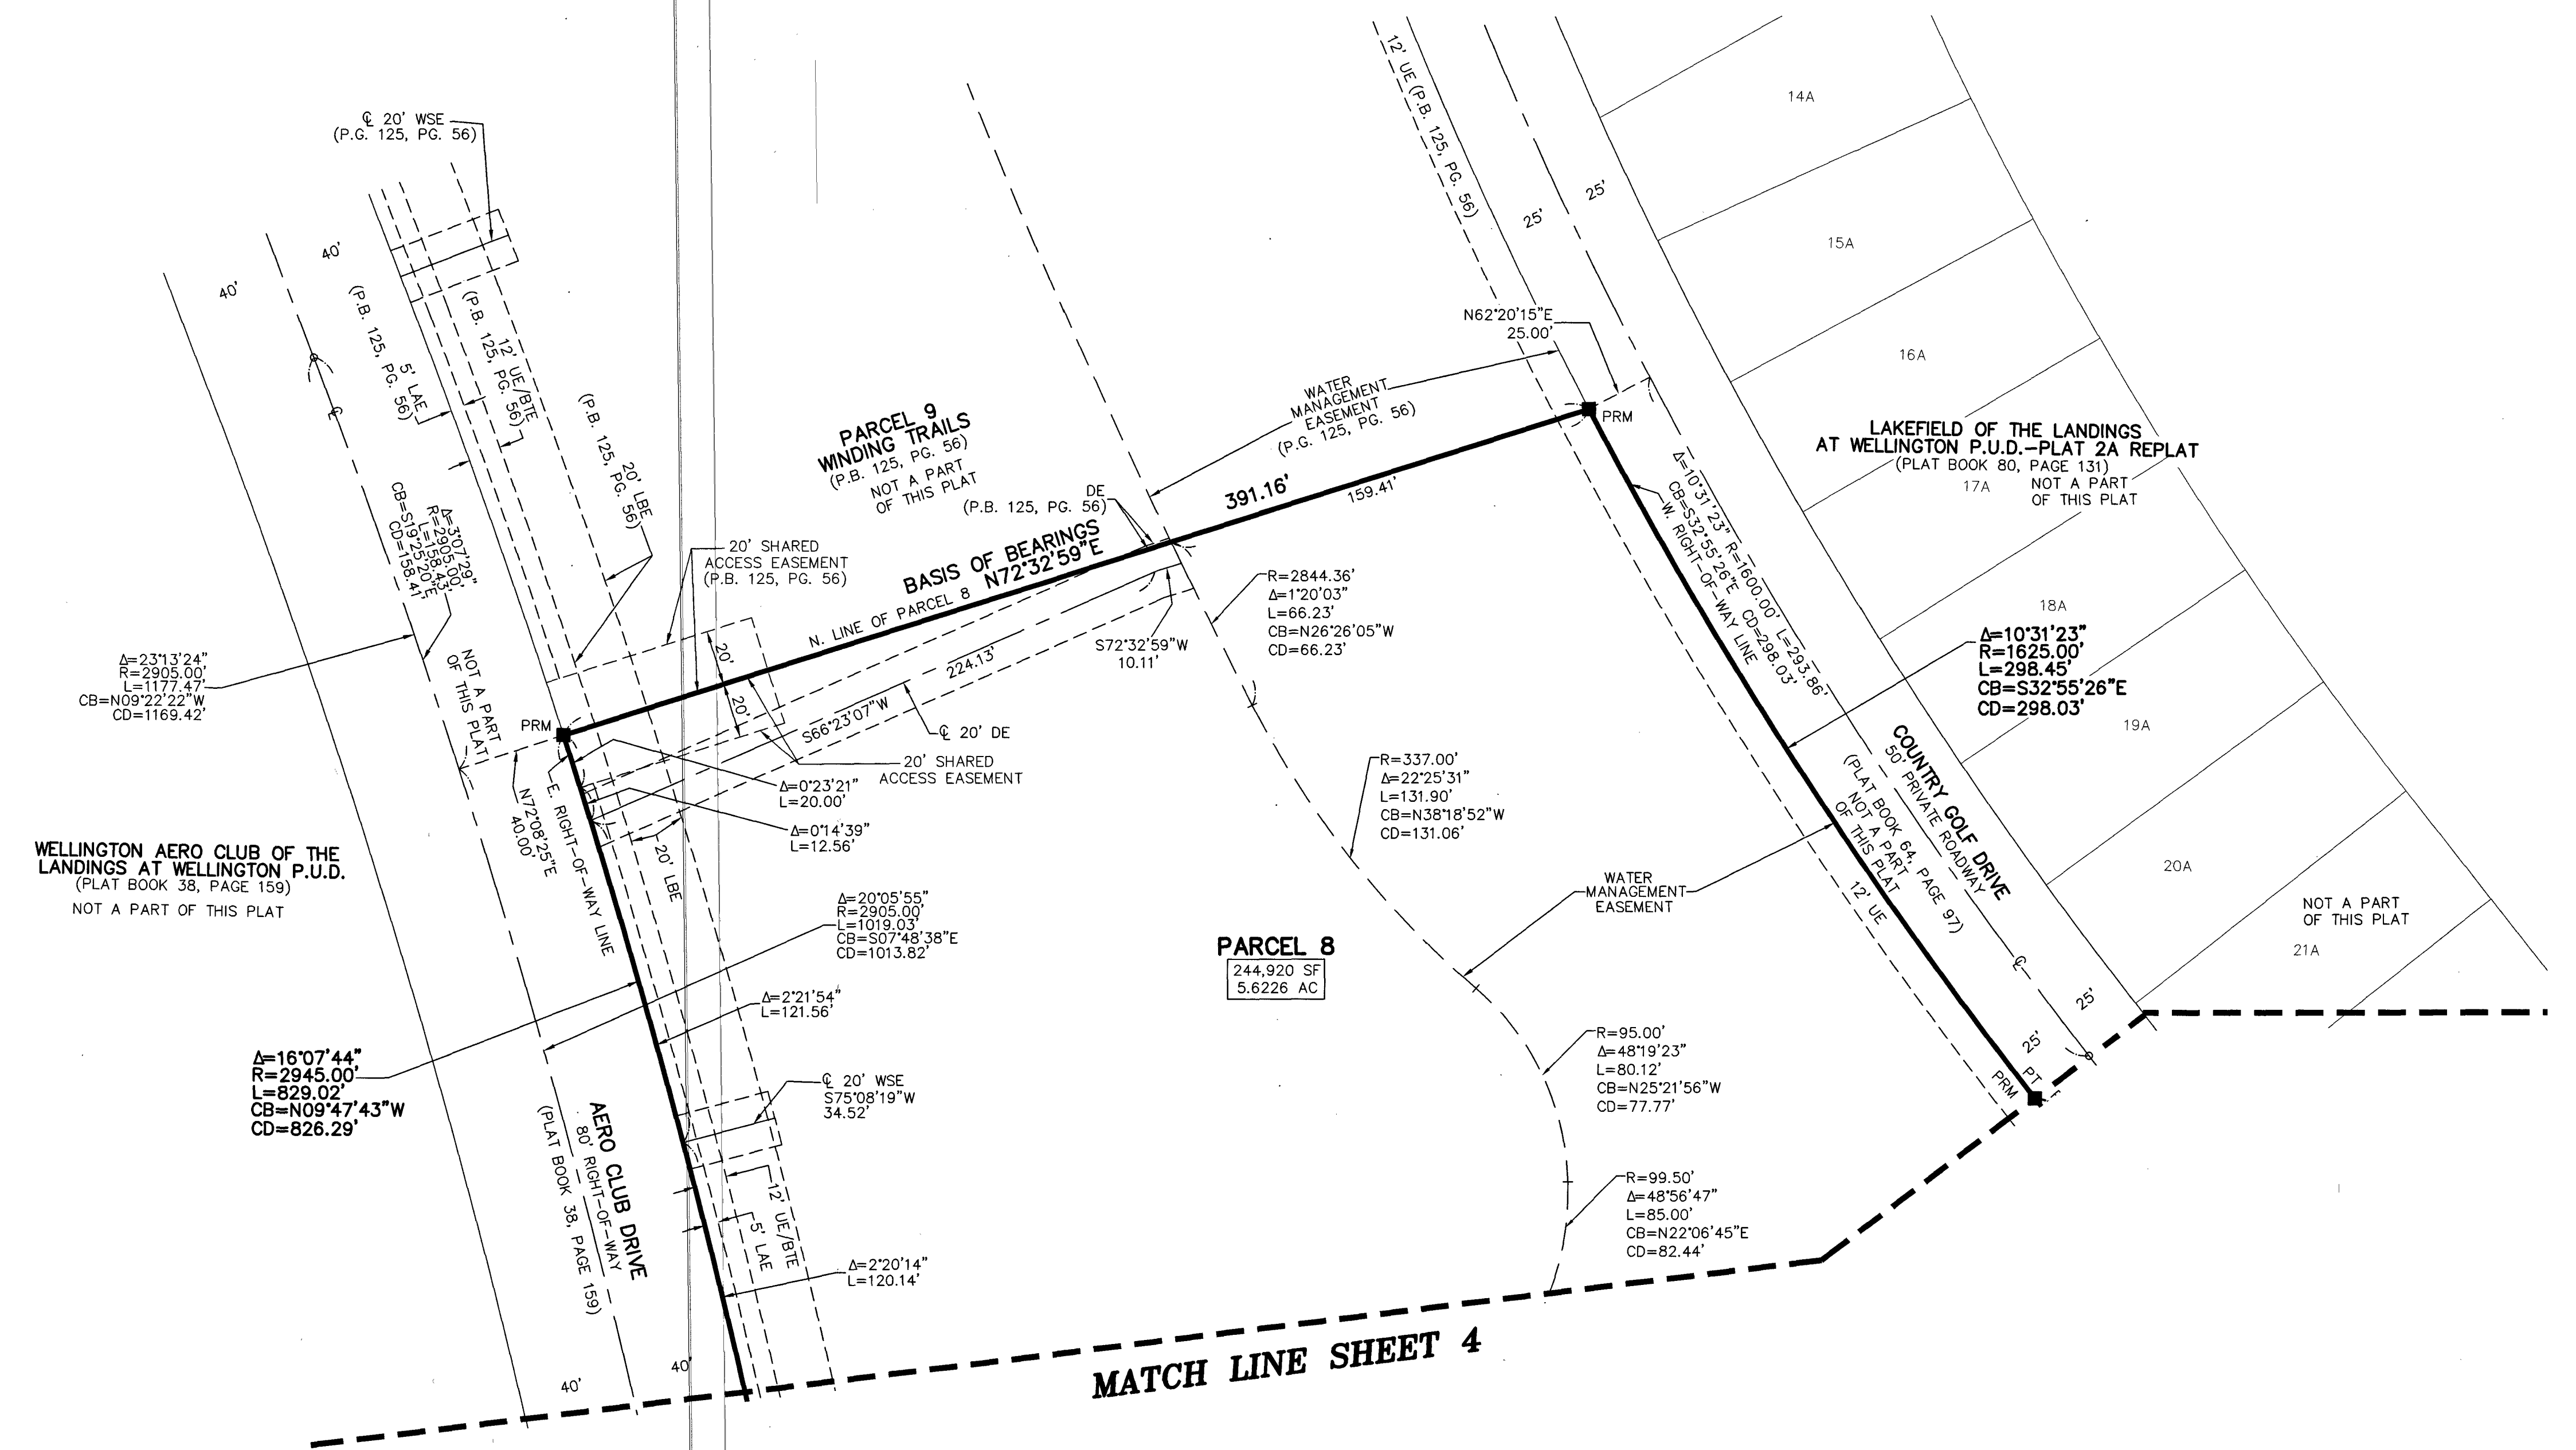 ℄ 20' WSE
(P.G. 125, PG. 56)
40'
40'
5' LAE
(P.B. 125, PG. 56)
12' UE/BTE
(P.B. 125, PG. 56)
20' LBE
(P.B. 125, PG. 56)
12' UE (P.B. 125, PG. 56)
25'
25'
14A
15A
16A
17A
18A
19A
20A
21A
N62°20'15"E
25.00'
PRM
WATER
MANAGEMENT
EASEMENT
(P.G. 125, PG. 56)
PARCEL 9
WINDING TRAILS
(P.B. 125, PG. 56)
NOT A PART
OF THIS PLAT
DE
(P.B. 125, PG. 56)
391.16'
159.41'
BASIS OF BEARINGS
N72°32'59"E
N. LINE OF PARCEL 8
20' SHARED
ACCESS EASEMENT
(P.B. 125, PG. 56)
LAKEFIELD OF THE LANDINGS
AT WELLINGTON P.U.D.-PLAT 2A REPLAT
(PLAT BOOK 80, PAGE 131)
NOT A PART
OF THIS PLAT
℄
Δ=3°07'29"
R=2905.00'
L=158.43'
CB=S19°25'20"E
CD=158.41'
Δ=23°13'24"
R=2905.00'
L=1177.47'
CB=N09°22'22"W
CD=1169.42'
NOT A PART
OF THIS PLAT
PRM
N72°08'25"E
40.00'
E. RIGHT-OF-WAY LINE
20'
20'
S66°23'07"W
224.13'
℄ 20' DE
20' SHARED
ACCESS EASEMENT
Δ=0°23'21"
L=20.00'
Δ=0°14'39"
L=12.56'
20' LBE
S72°32'59"W
10.11'
R=2844.36'
Δ=1°20'03"
L=66.23'
CB=N26°26'05"W
CD=66.23'
R=337.00'
Δ=22°25'31"
L=131.90'
CB=N38°18'52"W
CD=131.06'
Δ=10°31'23" R=1600.00' L=293.86'
CB=S32°55'26"E CD=298.03'
W. RIGHT-OF-WAY LINE
Δ=10°31'23"
R=1625.00'
L=298.45'
CB=S32°55'26"E
CD=298.03'
COUNTRY GOLF DRIVE
50' PRIVATE ROADWAY
(PLAT BOOK 64, PAGE 97)
NOT A PART
OF THIS PLAT
12' UE
℄
NOT A PART
OF THIS PLAT
WELLINGTON AERO CLUB OF THE
LANDINGS AT WELLINGTON P.U.D.
(PLAT BOOK 38, PAGE 159)
NOT A PART OF THIS PLAT
Δ=20°05'55"
R=2905.00'
L=1019.03'
CB=S07°48'38"E
CD=1013.82'
Δ=2°21'54"
L=121.56'
Δ=16°07'44"
R=2945.00'
L=829.02'
CB=N09°47'43"W
CD=826.29'
WATER
MANAGEMENT
EASEMENT
PARCEL 8
244,920 SF
5.6226 AC
℄ 20' WSE
S75°08'19"W
34.52'
R=95.00'
Δ=48°19'23"
L=80.12'
CB=N25°21'56"W
CD=77.77'
25'
25'
PT
PRM
AERO CLUB DRIVE
80' RIGHT-OF-WAY
(PLAT BOOK 38, PAGE 159)
12' UE/BTE
5' LAE
Δ=2°20'14"
L=120.14'
R=99.50'
Δ=48°56'47"
L=85.00'
CB=N22°06'45"E
CD=82.44'
40'
40'
MATCH LINE SHEET 4